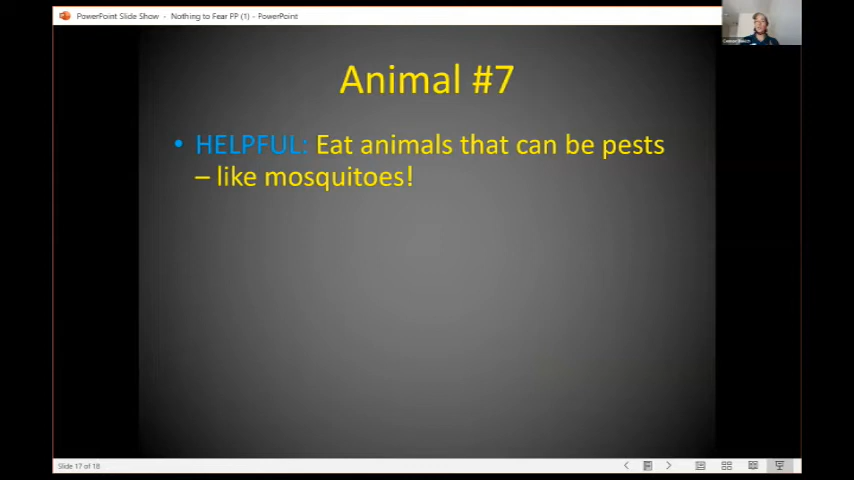 PowerPoint Slide Show - Nothing to Fear PP (1) - PowerPoint
Animal #7
• HELPFUL: Eat animals that can be pests
– like mosquitoes!
Slide 17 of 18